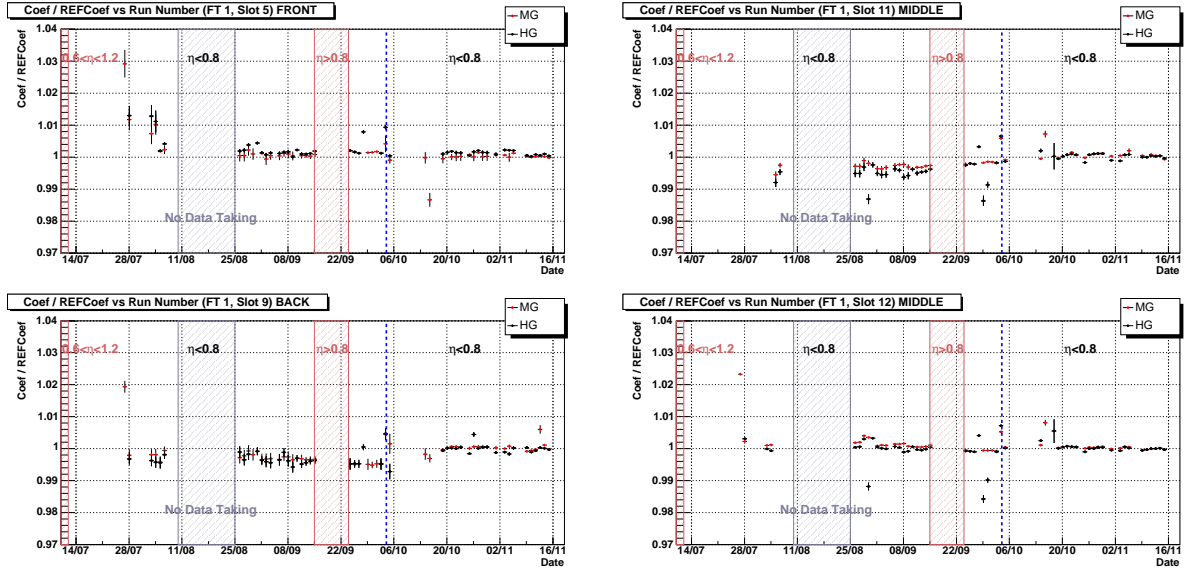 Coef / REFCoef vs Run Number (FT 1, Slot 5) FRONT
MG
HG
Coef / REFCoef
1.04
1.03
1.02
1.01
1
0.99
0.98
0.97
0.6<η<1.2
η<0.8
η>0.8
η<0.8
No Data Taking
14/07 28/07 11/08 25/08 08/09 22/09 06/10 20/10 02/11 16/11
Date
Coef / REFCoef vs Run Number (FT 1, Slot 11) MIDDLE
MG
HG
Coef / REFCoef
1.04
1.03
1.02
1.01
1
0.99
0.98
0.97
0.6<η<1.2
η<0.8
η>0.8
η<0.8
No Data Taking
14/07 28/07 11/08 25/08 08/09 22/09 06/10 20/10 02/11 16/11
Date
Coef / REFCoef vs Run Number (FT 1, Slot 9) BACK
MG
HG
Coef / REFCoef
1.04
1.03
1.02
1.01
1
0.99
0.98
0.97
0.6<η<1.2
η<0.8
η>0.8
η<0.8
No Data Taking
14/07 28/07 11/08 25/08 08/09 22/09 06/10 20/10 02/11 16/11
Date
Coef / REFCoef vs Run Number (FT 1, Slot 12) MIDDLE
MG
HG
Coef / REFCoef
1.04
1.03
1.02
1.01
1
0.99
0.98
0.97
0.6<η<1.2
η<0.8
η>0.8
η<0.8
No Data Taking
14/07 28/07 11/08 25/08 08/09 22/09 06/10 20/10 02/11 16/11
Date